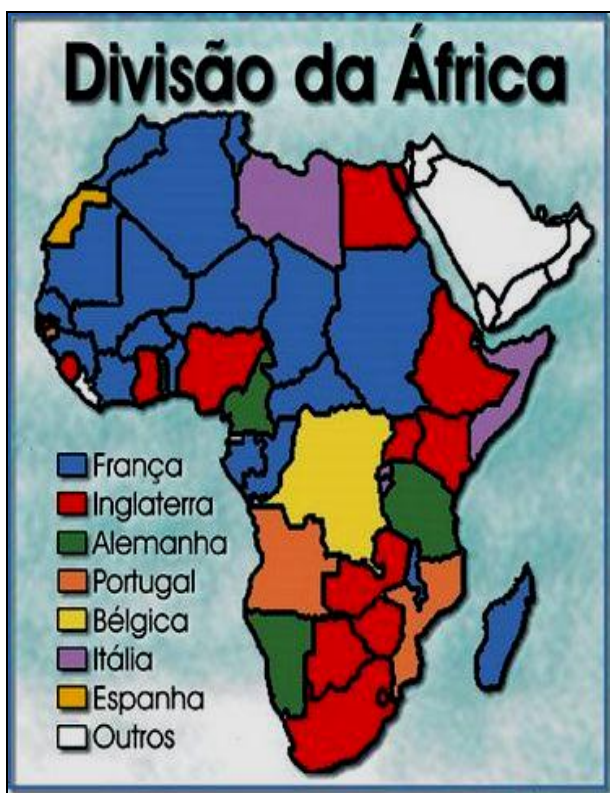 Divisão da África
França
Inglaterra
Alemanha
Portugal
Bélgica
Itália
Espanha
Outros